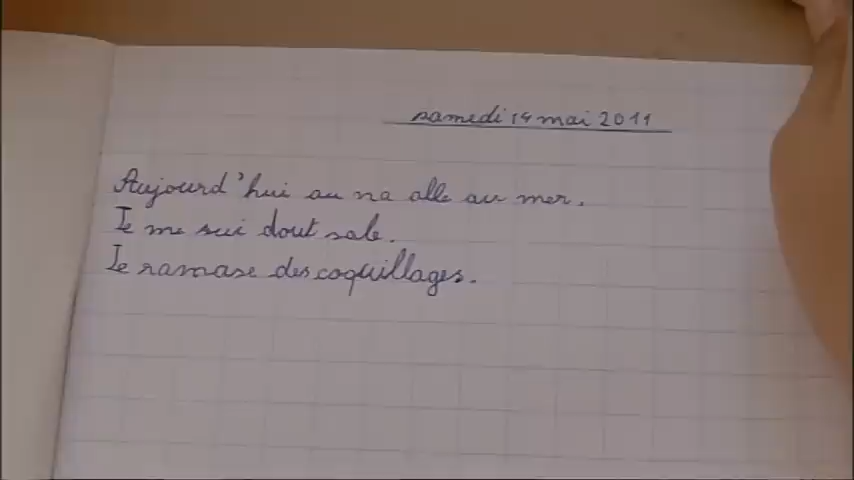 samedi 14 mai 2011
Aujourd'hui au na alle au mer.
Je me sui dout sale.
Je ramase des coquillages.